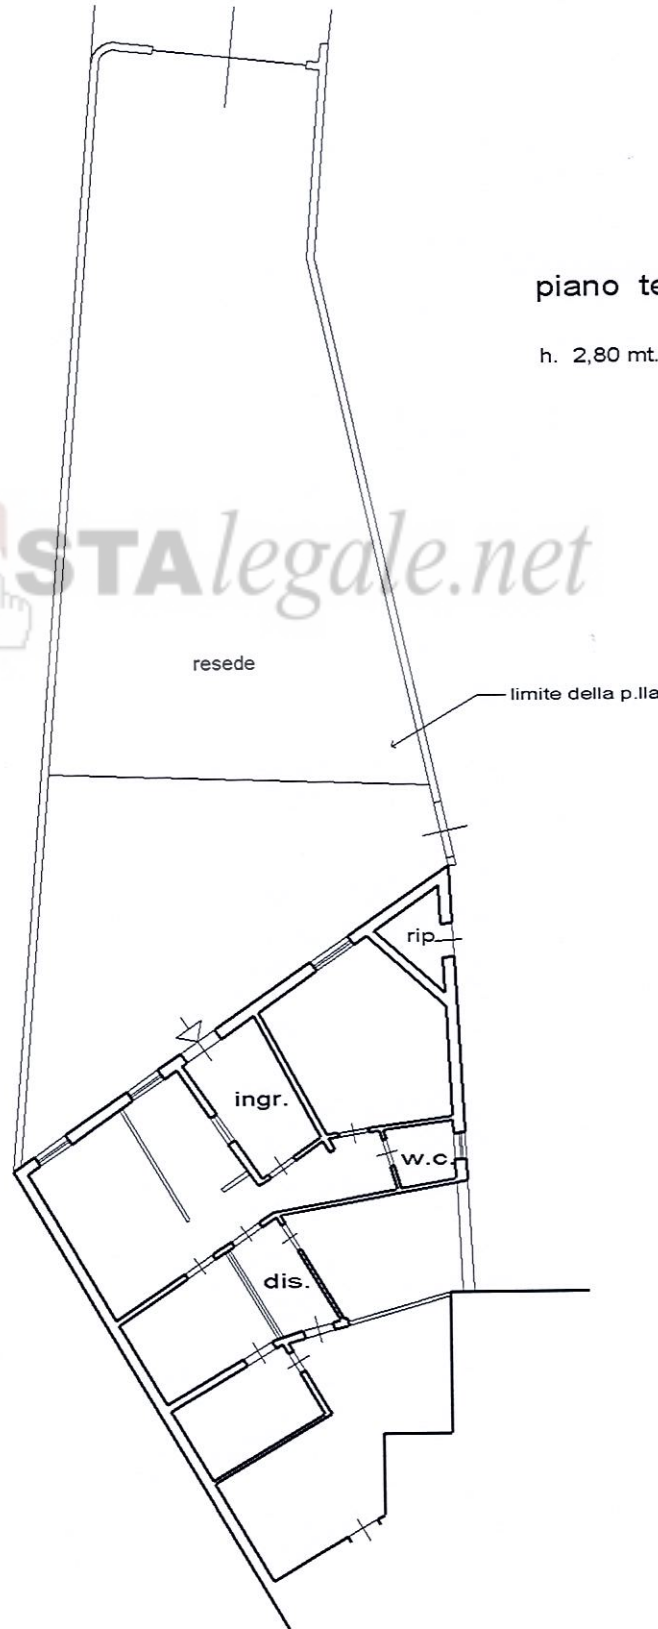 piano te
h. 2,80 mt.
STAlegale.net
resede
limite della p.lla
rip.
ingr.
w.c.
dis.